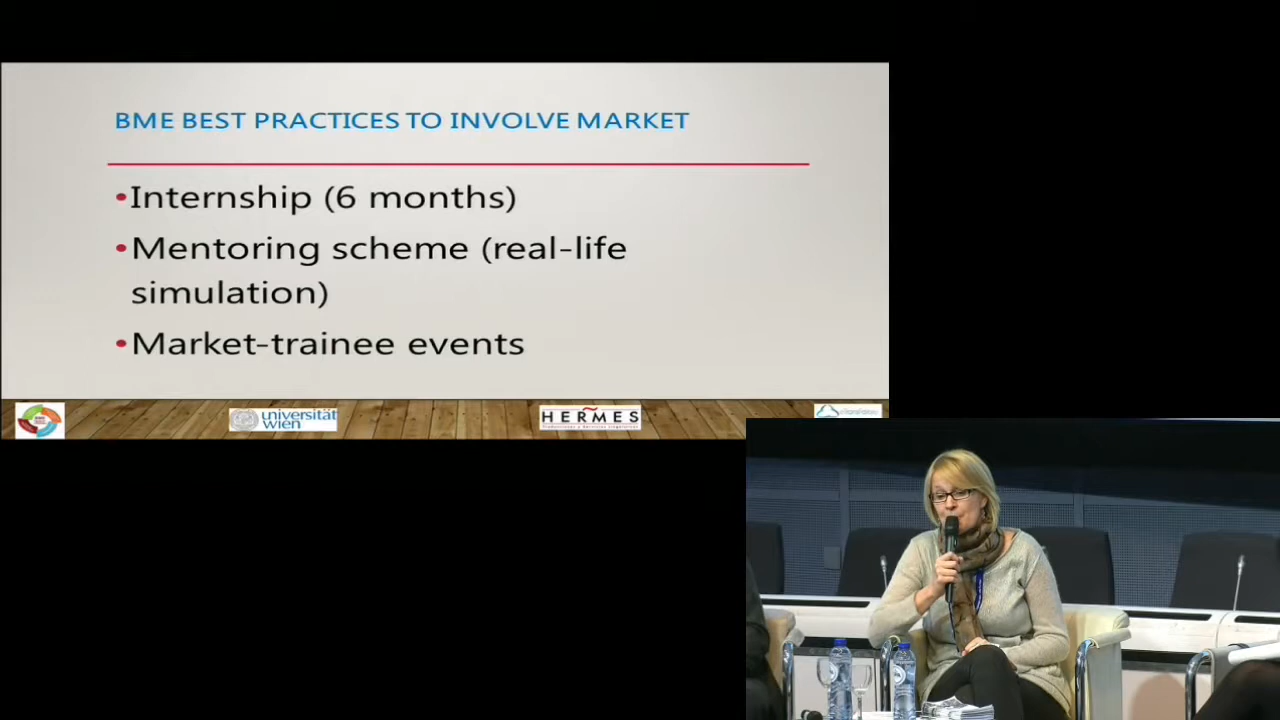 BME BEST PRACTICES TO INVOLVE MARKET
•Internship (6 months)
•Mentoring scheme (real-life
simulation)
•Market-trainee events
universität
wien
HERMES